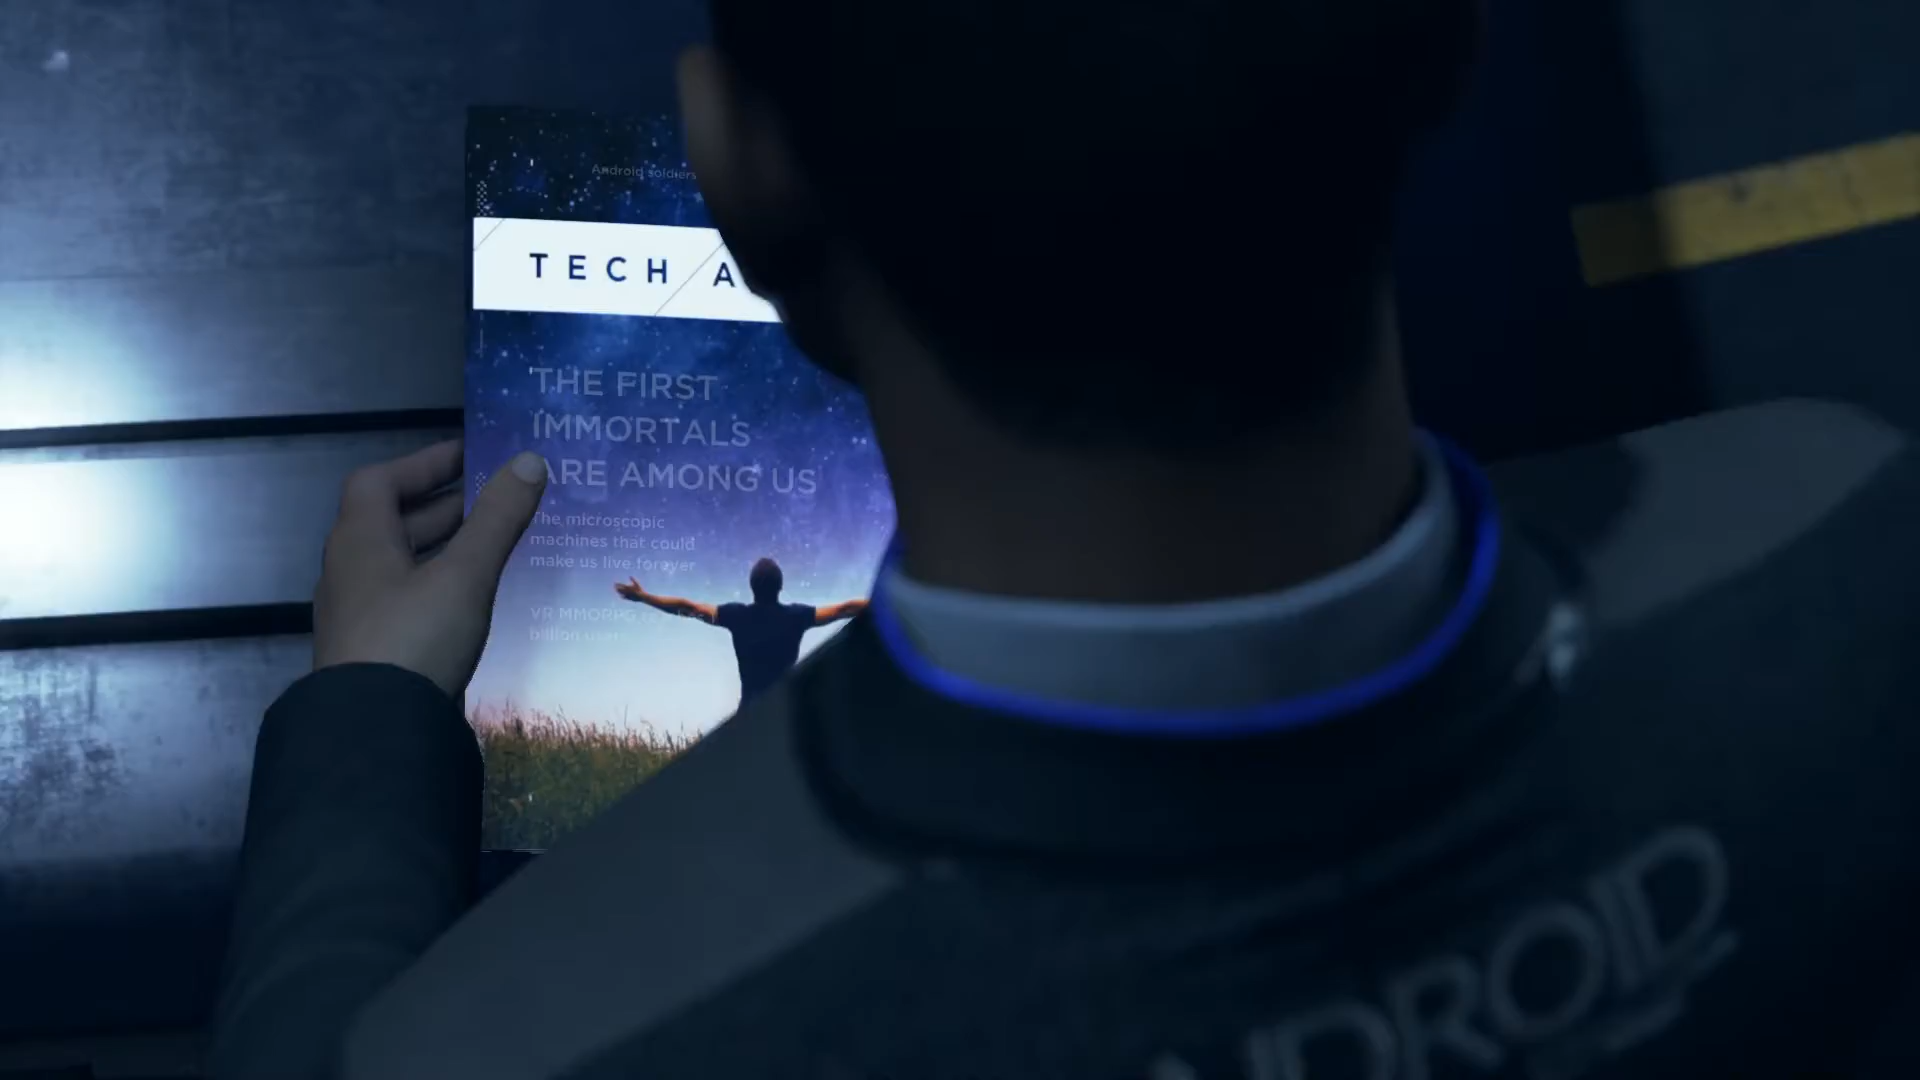 Android soldiers
TECH A
THE FIRST
IMMORTALS
ARE AMONG US
The microscopic
machines that could
make us live forever
VR MMORPG
billion users
DROID